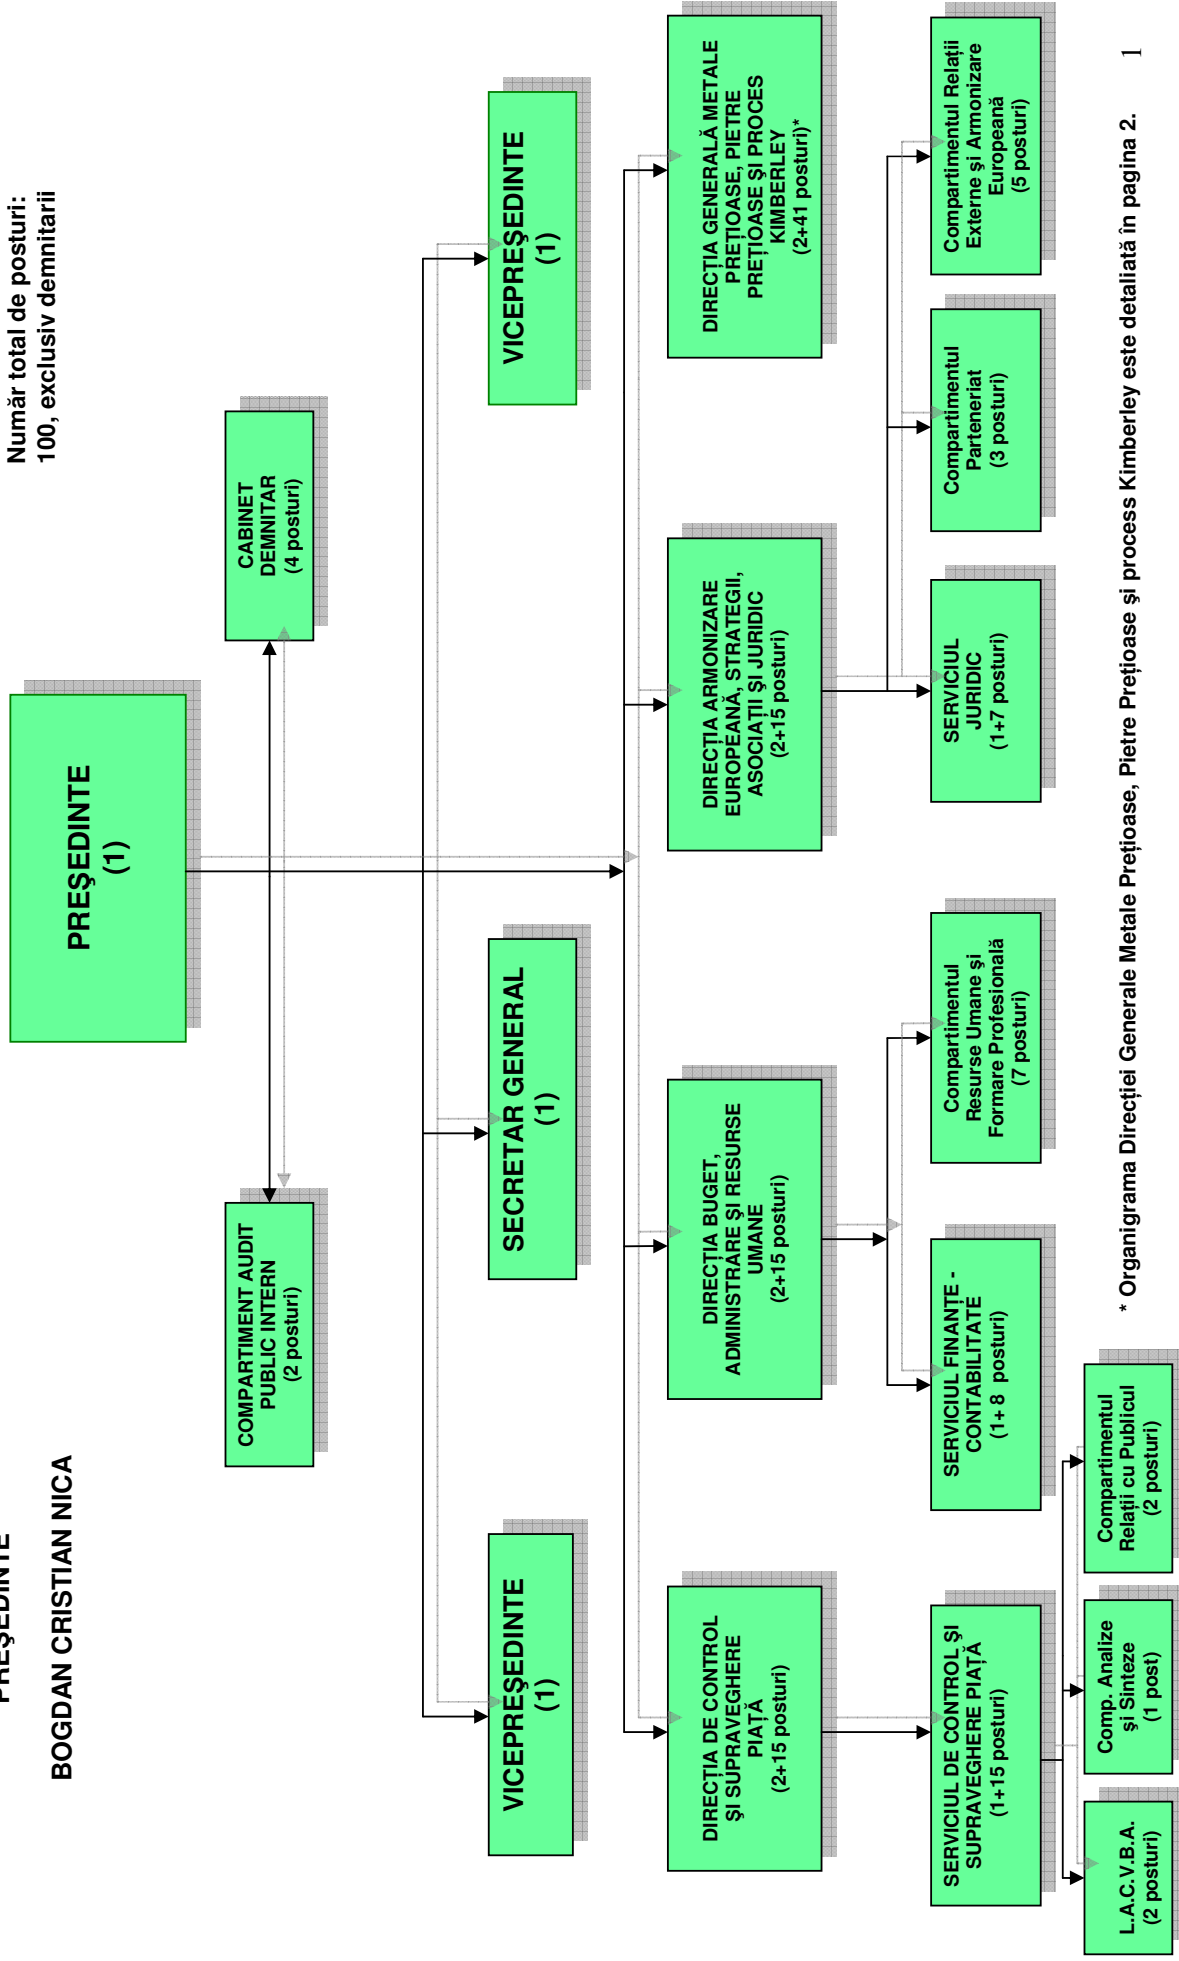 PREŞEDINTE
BOGDAN CRISTIAN NICA
Număr total de posturi:
100, exclusiv demnitarii
PREŞEDINTE
(1)
COMPARTIMENT AUDIT
PUBLIC INTERN
(2 posturi)
CABINET
DEMNITAR
(4 posturi)
VICEPREŞEDINTE
(1)
SECRETAR GENERAL
(1)
VICEPREŞEDINTE
(1)
DIRECŢIA DE CONTROL
ŞI SUPRAVEGHERE
PIAŢĂ
(2+15 posturi)
DIRECŢIA BUGET,
ADMINISTRARE ŞI RESURSE
UMANE
(2+15 posturi)
DIRECŢIA ARMONIZARE
EUROPEANĂ, STRATEGII,
ASOCIAŢII ŞI JURIDIC
(2+15 posturi)
DIRECŢIA GENERALĂ METALE
PREŢIOASE, PIETRE
PREŢIOASE ŞI PROCES
KIMBERLEY
(2+41 posturi)*
SERVICIUL DE CONTROL ŞI
SUPRAVEGHERE PIAŢĂ
(1+15 posturi)
SERVICIUL FINANŢE -
CONTABILITATE
(1+ 8 posturi)
Compartimentul
Resurse Umane şi
Formare Profesională
(7 posturi)
SERVICIUL
JURIDIC
(1+7 posturi)
Compartimentul
Parteneriat
(3 posturi)
Compartimentul Relaţii
Externe şi Armonizare
Europeană
(5 posturi)
L.A.C.V.B.A.
(2 posturi)
Comp. Analize
şi Sinteze
(1 post)
Compartimentul
Relaţii cu Publicul
(2 posturi)
* Organigrama Direcţiei Generale Metale Preţioase, Pietre Preţioase şi process Kimberley este detaliată în pagina 2.
1